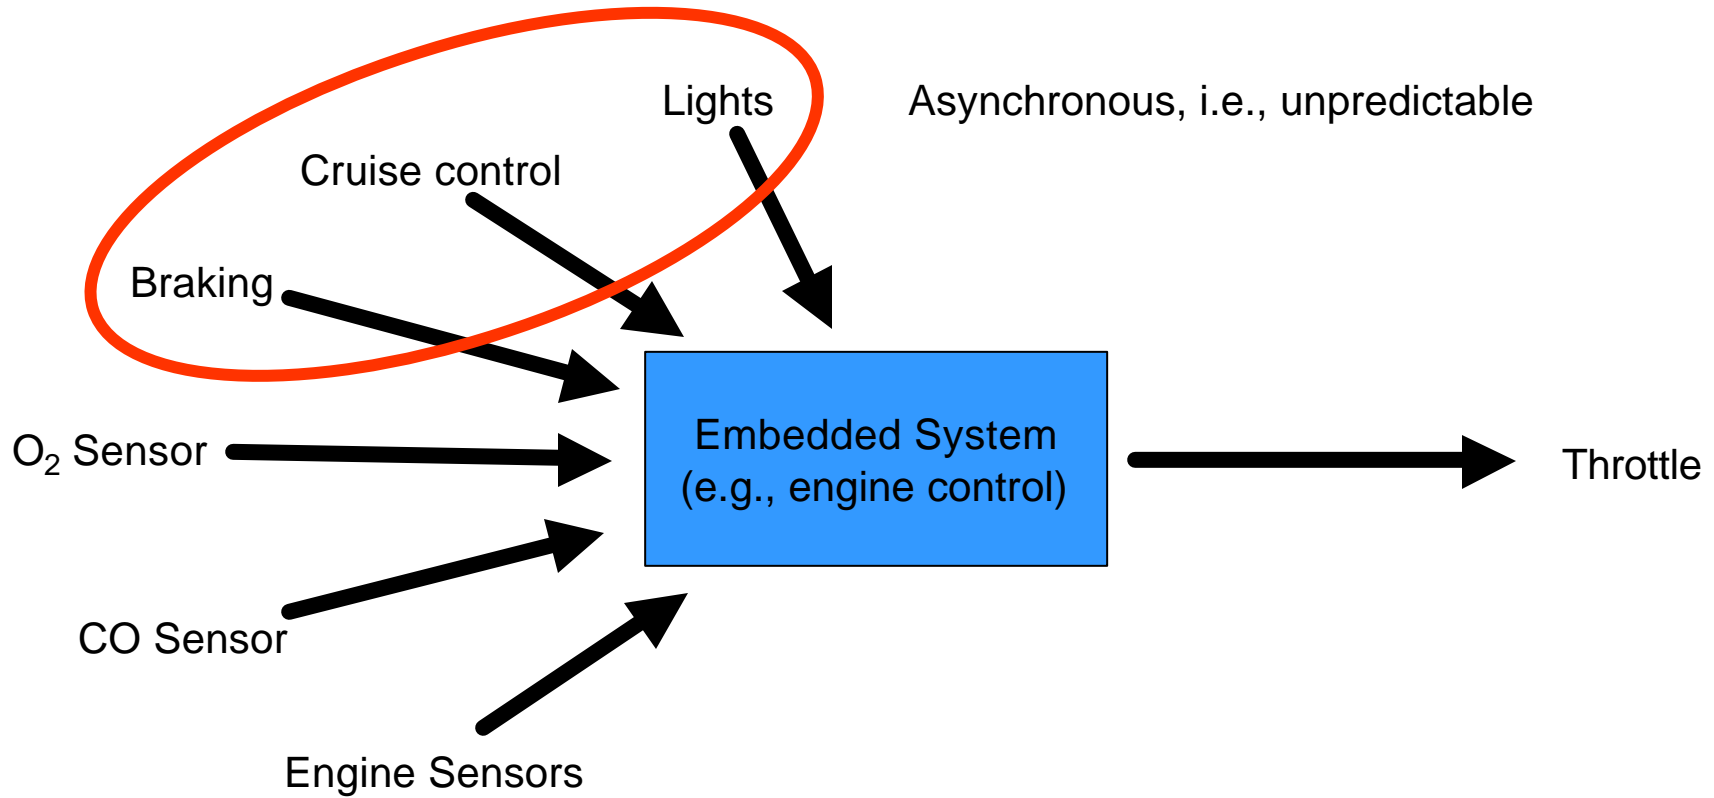 Lights
Asynchronous, i.e., unpredictable
Cruise control
Braking
O₂ Sensor
Embedded System
(e.g., engine control)
Throttle
CO Sensor
Engine Sensors